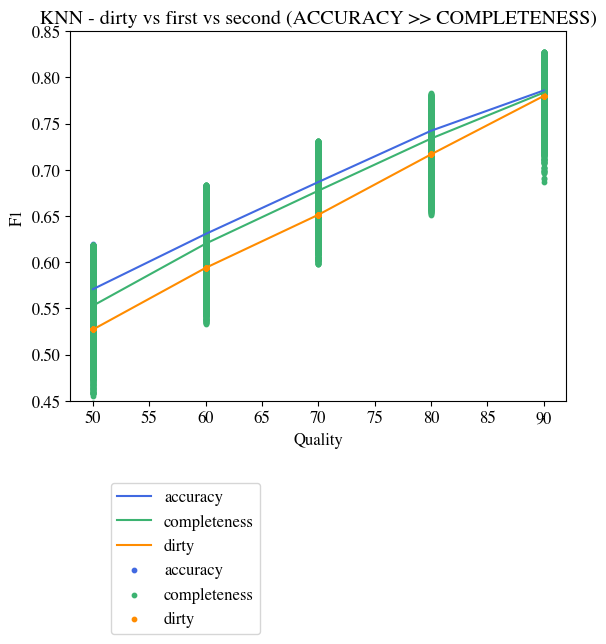 KNN - dirty vs first vs second (ACCURACY >> COMPLETENESS)
0.85
0.80
0.75
0.70
0.65
0.60
0.55
0.50
0.45
F1
50 55 60 65 70 75 80 85 90
Quality
accuracy
completeness
dirty
accuracy
completeness
dirty